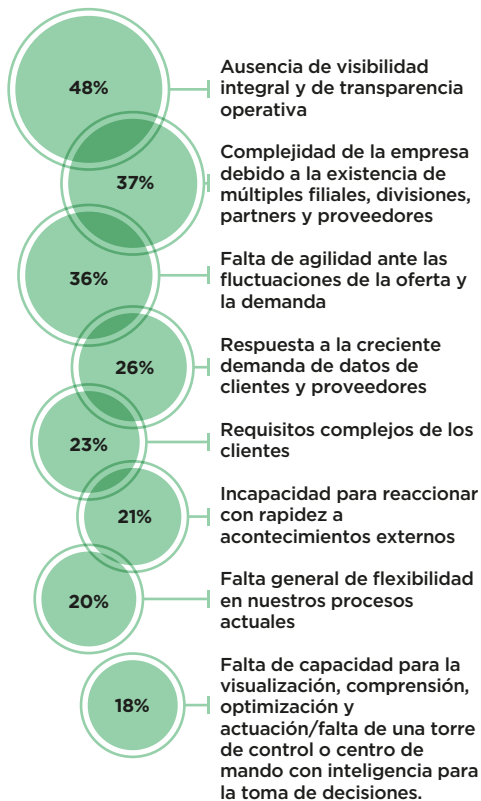 48%
Ausencia de visibilidad
integral y de transparencia
operativa
37%
Complejidad de la empresa
debido a la existencia de
múltiples filiales, divisiones,
partners y proveedores
36%
Falta de agilidad ante las
fluctuaciones de la oferta y
la demanda
26%
Respuesta a la creciente
demanda de datos de
clientes y proveedores
23%
Requisitos complejos de los
clientes
21%
Incapacidad para reaccionar
con rapidez a
acontecimientos externos
20%
Falta general de flexibilidad
en nuestros procesos
actuales
18%
Falta de capacidad para la
visualización, comprensión,
optimización y
actuación/falta de una torre
de control o centro de
mando con inteligencia para
la toma de decisiones.